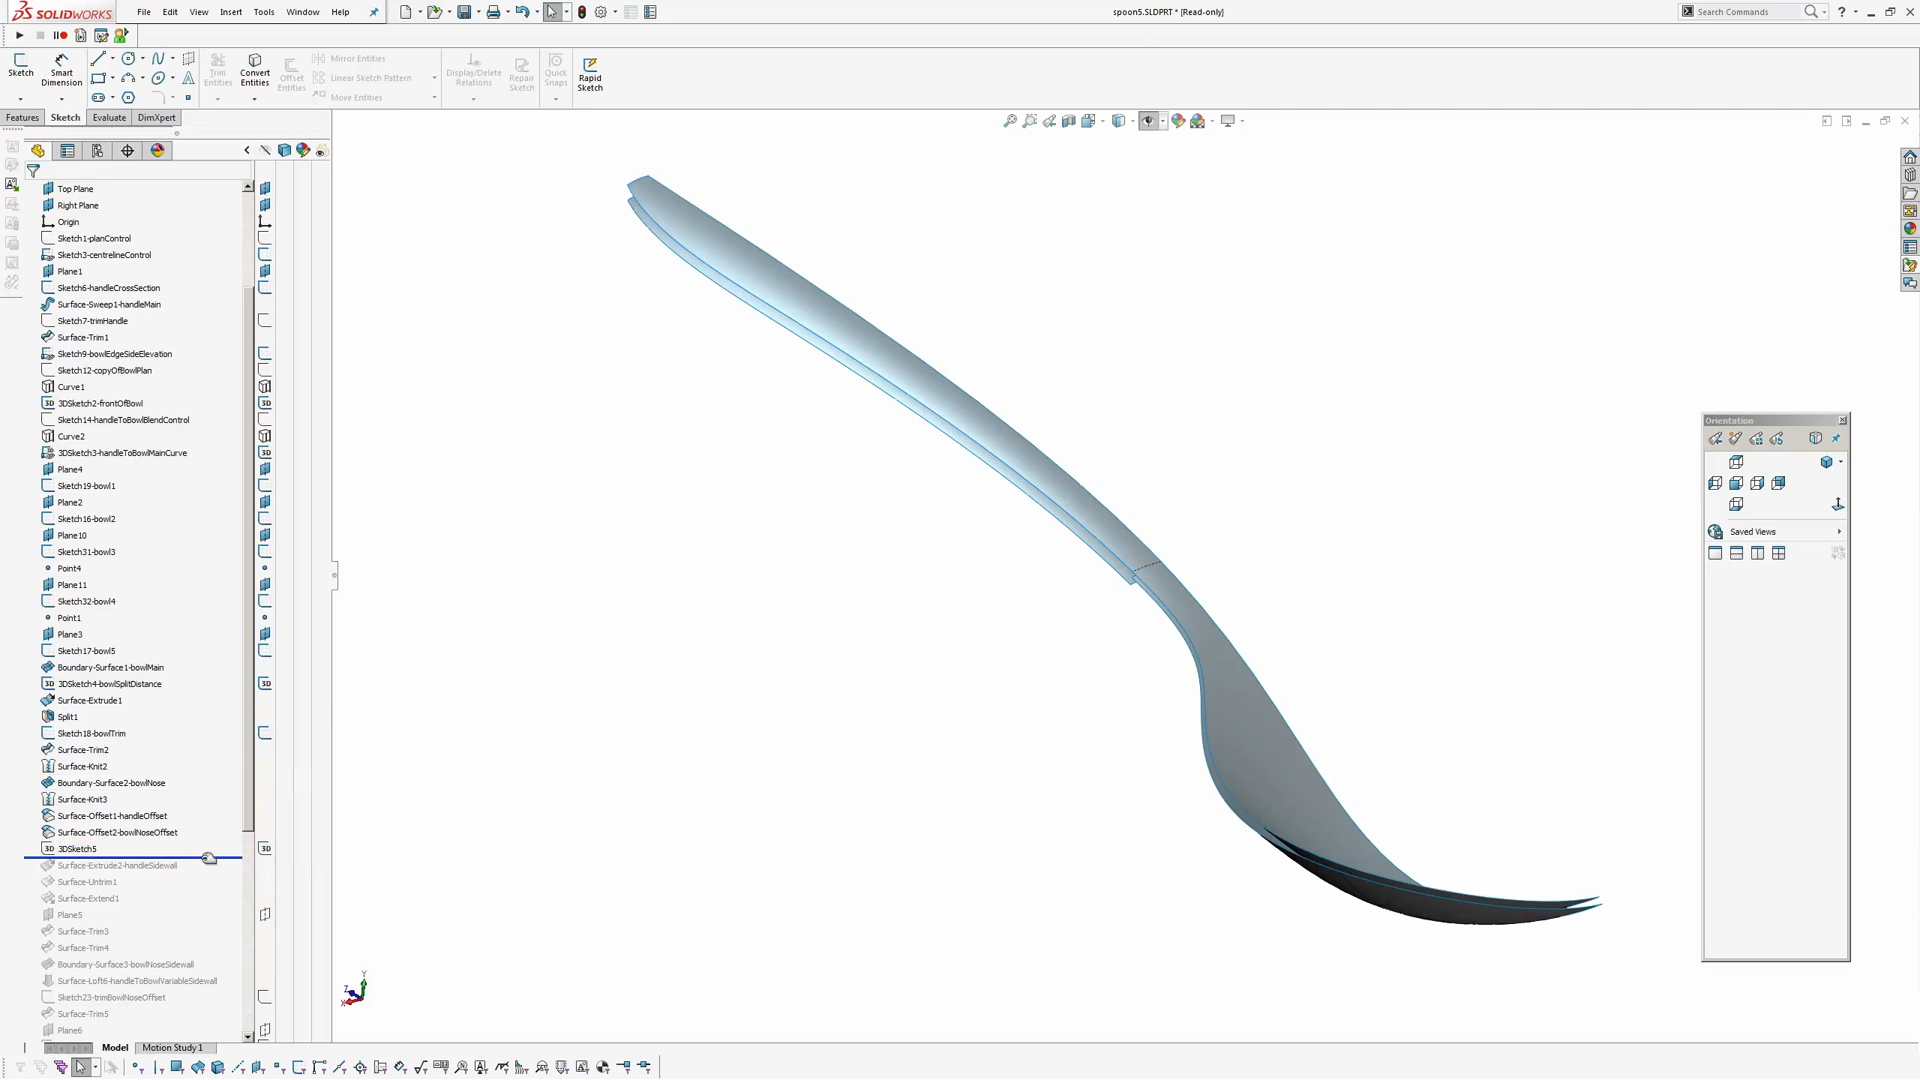 SOLIDWORKS File Edit View Insert Tools Window Help spoon5.SLDPRT * [Read-only] Search Commands
Sketch Smart Dimension Trim Entities Convert Entities Offset Entities Mirror Entities Linear Sketch Pattern Move Entities Display/Delete Relations Repair Sketch Quick Snaps Rapid Sketch
Features Sketch Evaluate DimXpert
Top Plane
Right Plane
Origin
Sketch1-planControl
Sketch3-centrelineControl
Plane1
Sketch6-handleCrossSection
Surface-Sweep1-handleMain
Sketch7-trimHandle
Surface-Trim1
Sketch9-bowlEdgeSideElevation
Sketch12-copyOfBowlPlan
Curve1
3D 3DSketch2-frontOfBowl 3D
Sketch14-handleToBowlBlendControl
Curve2
3DSketch3-handleToBowlMainCurve 3D
Plane4
Sketch19-bowl1
Plane2
Sketch16-bowl2
Plane10
Sketch31-bowl3
Point4
Plane11
Sketch32-bowl4
Point1
Plane3
Sketch17-bowl5
Boundary-Surface1-bowlMain
3D 3DSketch4-bowlSplitDistance 3D
Surface-Extrude1
Split1
Sketch18-bowlTrim
Surface-Trim2
Surface-Knit2
Boundary-Surface2-bowlNose
Surface-Knit3
Surface-Offset1-handleOffset
Surface-Offset2-bowlNoseOffset
3D 3DSketch5 3D
Surface-Extrude2-handleSidewall
Surface-Untrim1
Surface-Extend1
Plane5
Surface-Trim3
Surface-Trim4
Boundary-Surface3-bowlNoseSidewall
Surface-Loft6-handleToBowlVariableSidewall
Sketch23-trimBowlNoseOffset
Surface-Trim5
Plane6
Model Motion Study 1
Orientation
Saved Views
Y
Z
X